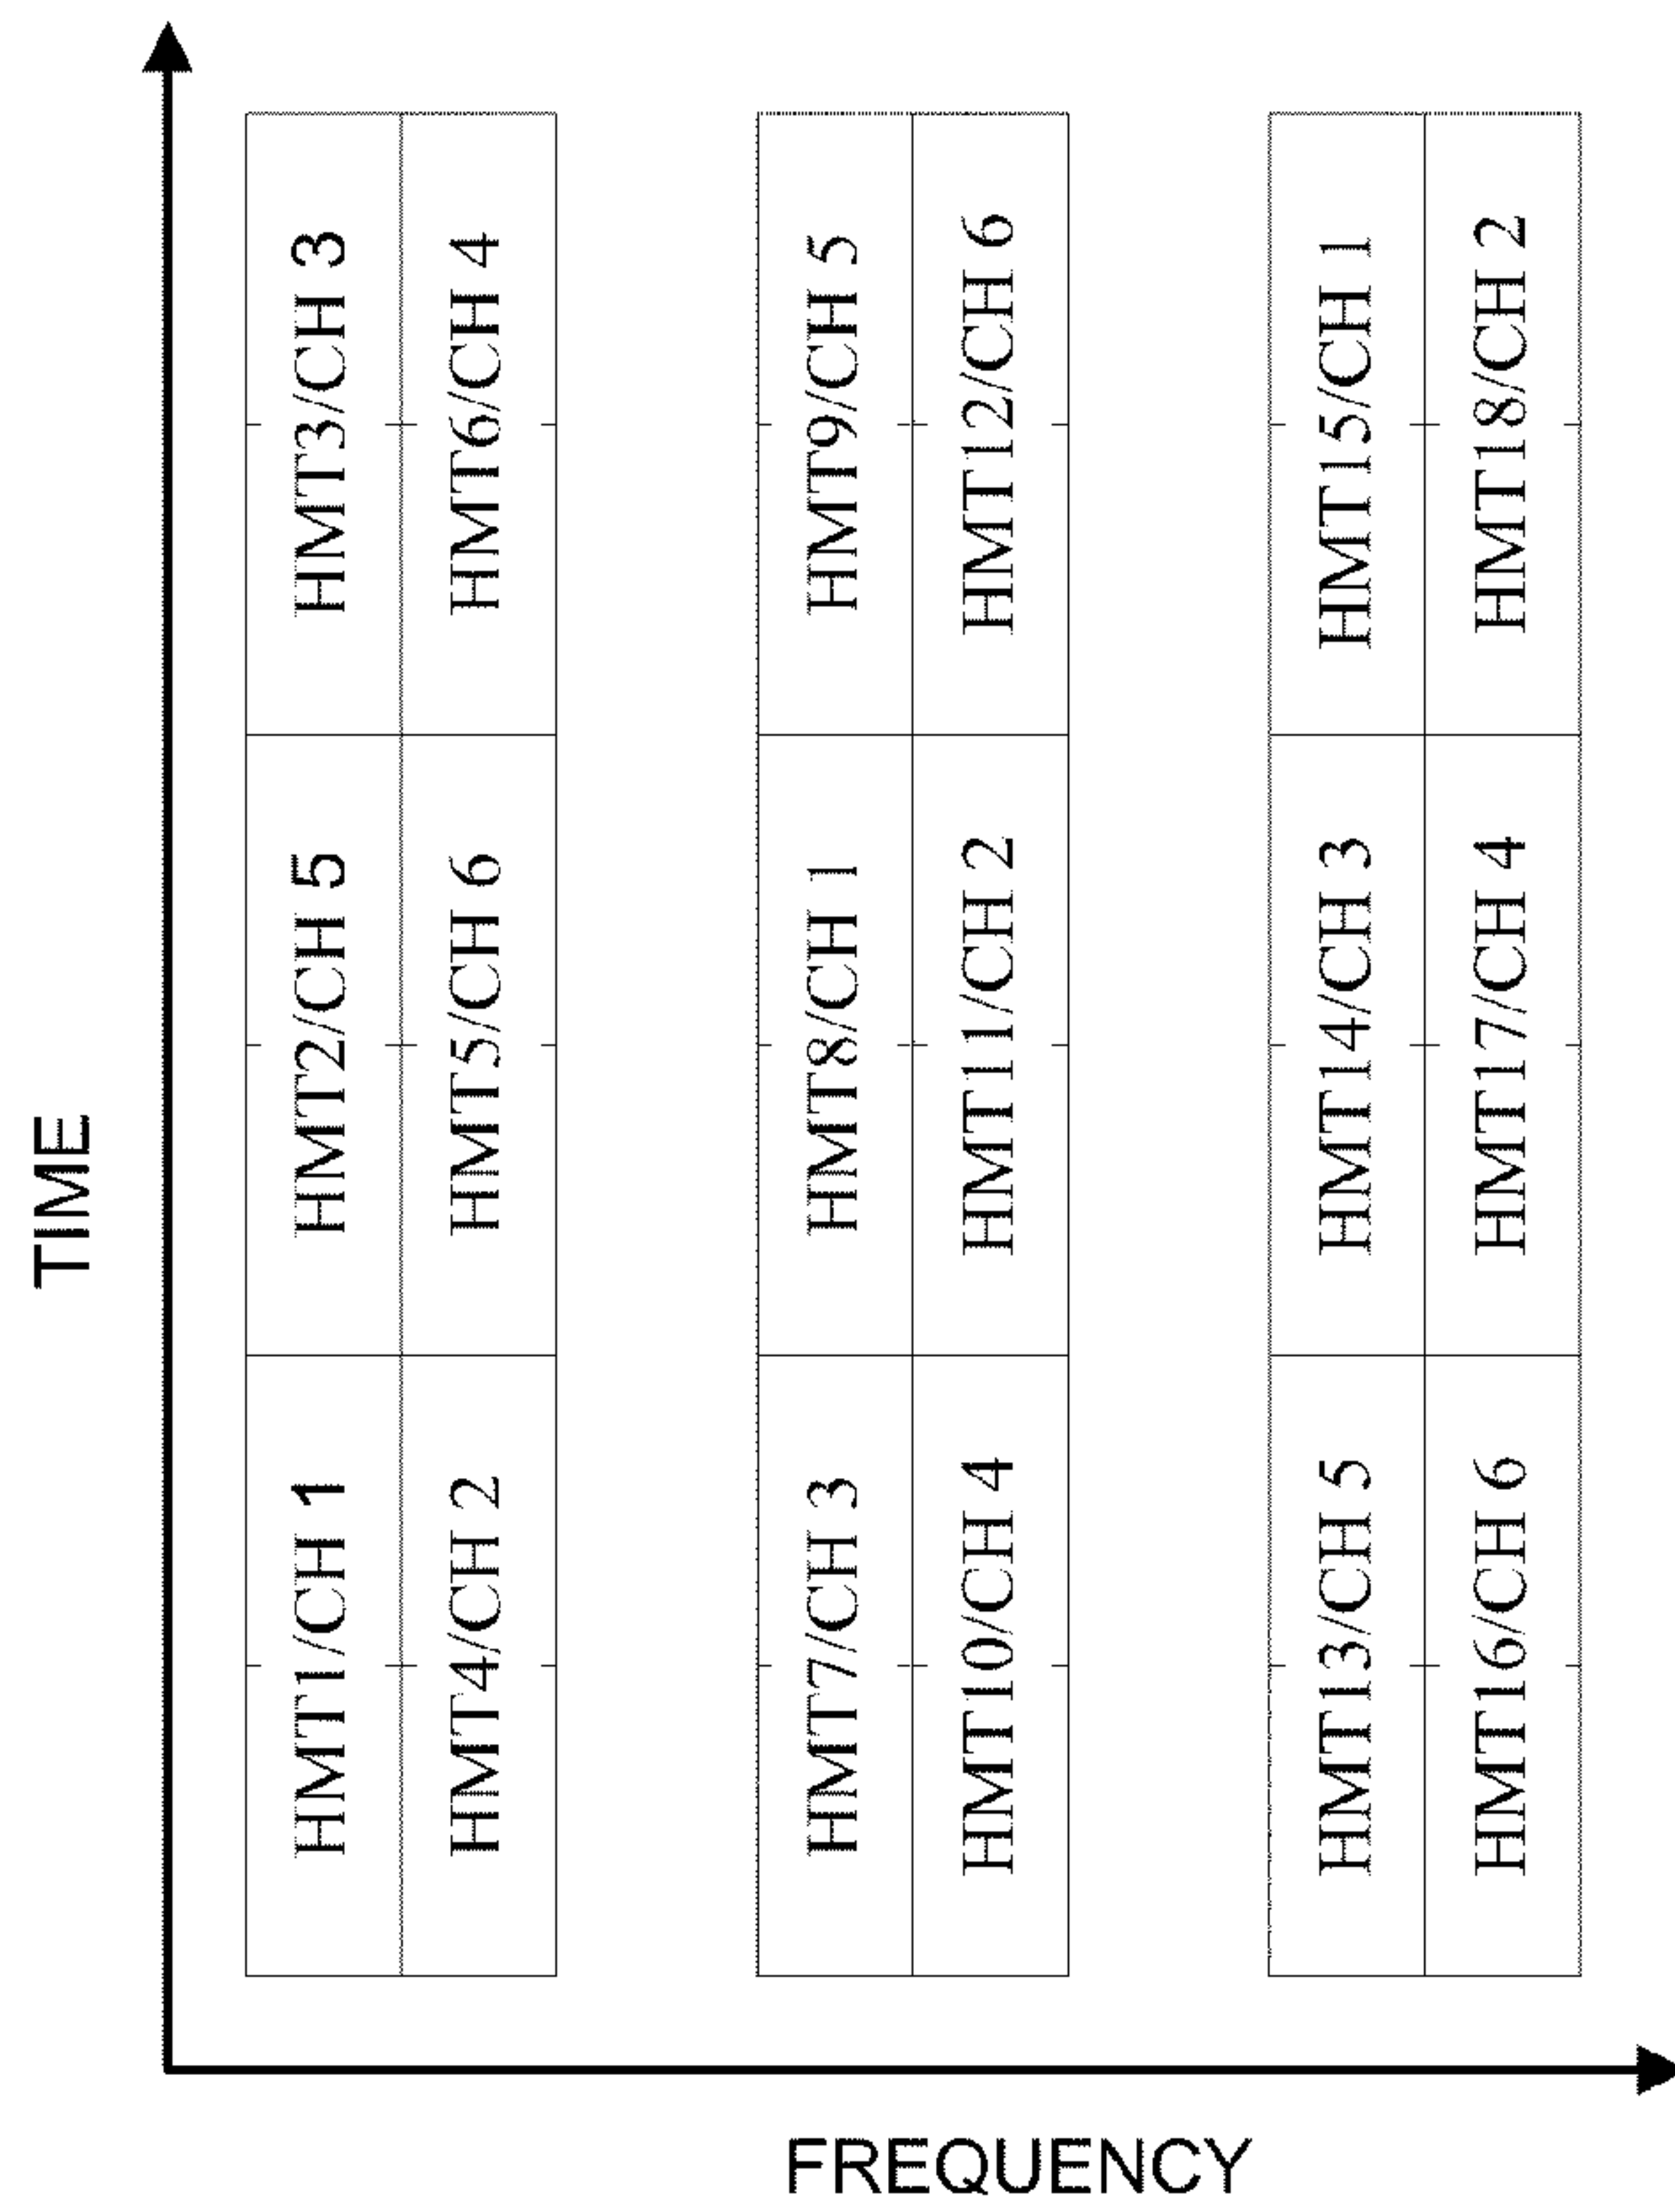 TIME
HMT3/CH 3
HMT6/CH 4
HMT9/CH 5
HMT12/CH 6
HMT15/CH 1
HMT18/CH 2
HMT2/CH 5
HMT5/CH 6
HMT8/CH 1
HMT11/CH 2
HMT14/CH 3
HMT17/CH 4
HMT1/CH 1
HMT4/CH 2
HMT7/CH 3
HMT10/CH 4
HMT13/CH 5
HMT16/CH 6
FREQUENCY